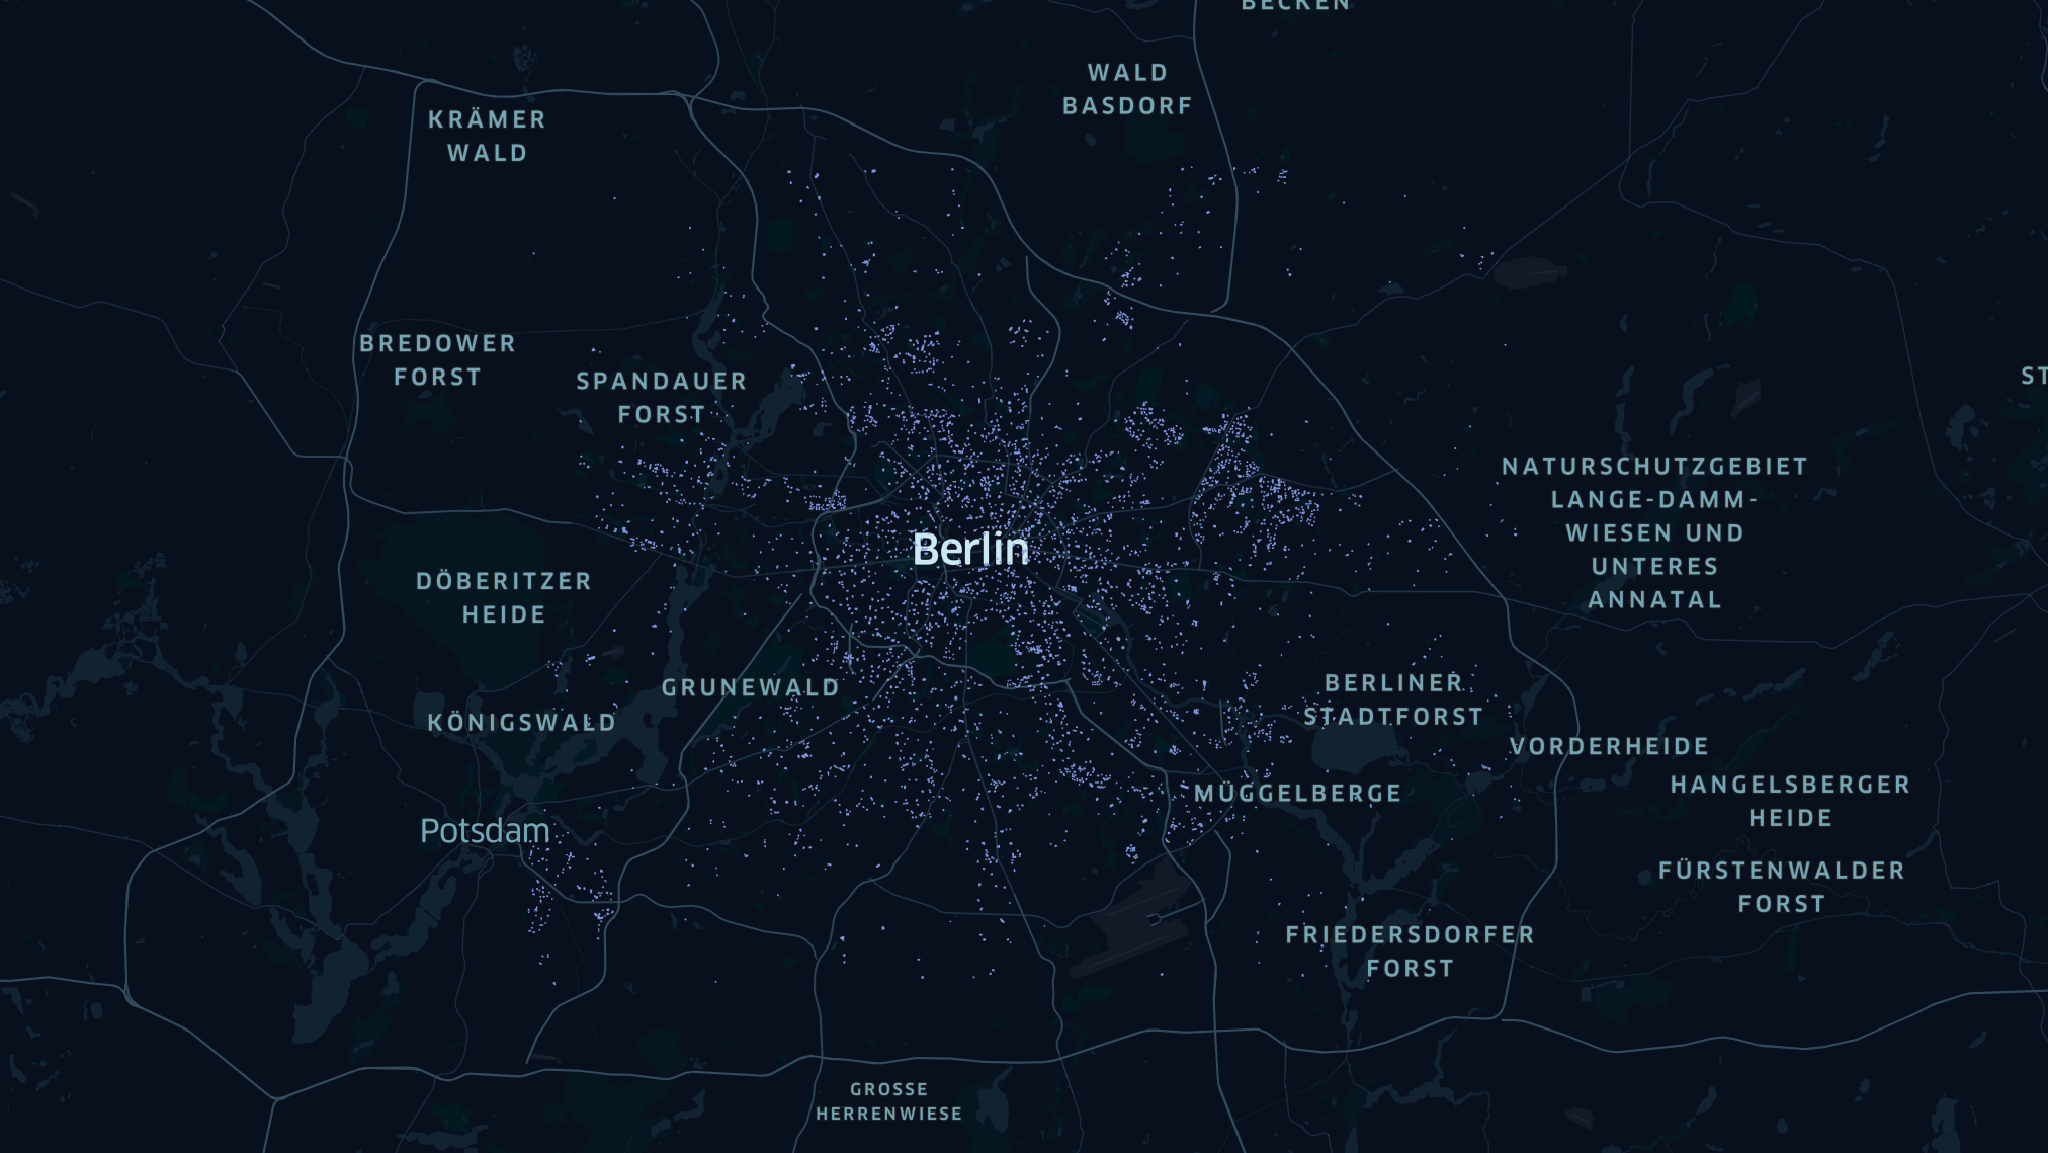 BECKEN
WALD
BASDORF
KRÄMER
WALD
BREDOWER
FORST
SPANDAUER
FORST
ST
NATURSCHUTZGEBIET
LANGE-DAMM-
WIESEN UND
UNTERES
ANNATAL
Berlin
DÖBERITZER
HEIDE
GRUNEWALD
KÖNIGSWALD
BERLINER
STADTFORST
VORDERHEIDE
HANGELSBERGER
HEIDE
MÜGGELBERGE
Potsdam
FÜRSTENWALDER
FORST
FRIEDERSDORFER
FORST
GROSSE
HERRENWIESE